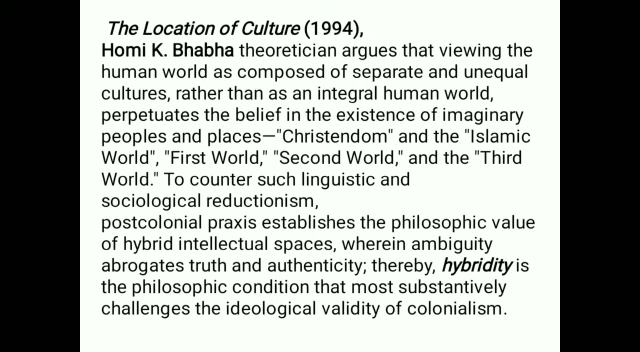 The Location of Culture (1994),
Homi K. Bhabha theoretician argues that viewing the
human world as composed of separate and unequal
cultures, rather than as an integral human world,
perpetuates the belief in the existence of imaginary
peoples and places—"Christendom" and the "Islamic
World", "First World," "Second World," and the "Third
World." To counter such linguistic and
sociological reductionism,
postcolonial praxis establishes the philosophic value
of hybrid intellectual spaces, wherein ambiguity
abrogates truth and authenticity; thereby, hybridity is
the philosophic condition that most substantively
challenges the ideological validity of colonialism.